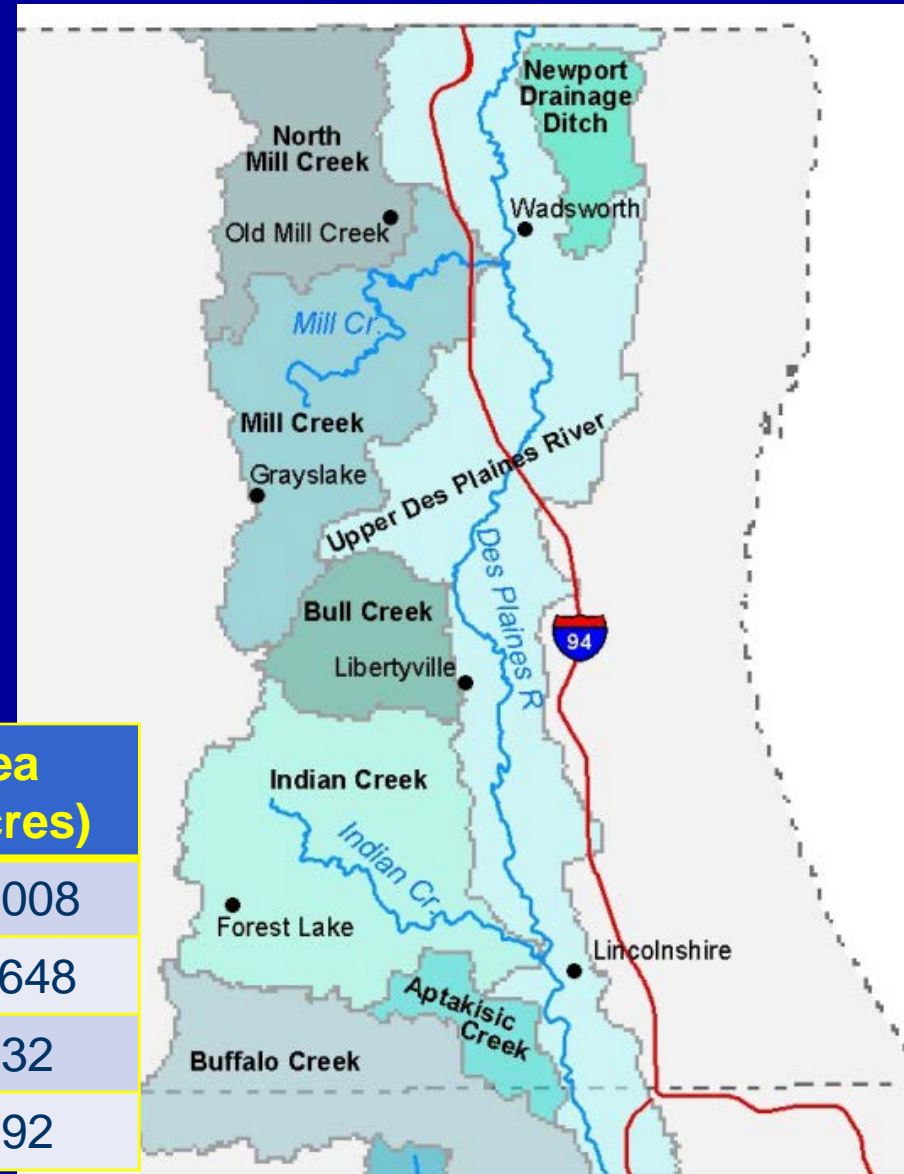 Newport
Drainage
Ditch
North
Mill Creek
Wadsworth
Old Mill Creek
Mill Cr.
Mill Creek
Grayslake
Upper Des Plaines River
Des Plaines R
Bull Creek
94
Libertyville
Indian Creek
Indian Cr.
Forest Lake
Lincolnshire
Aptakisic
Creek
Buffalo Creek
008
648
32
92